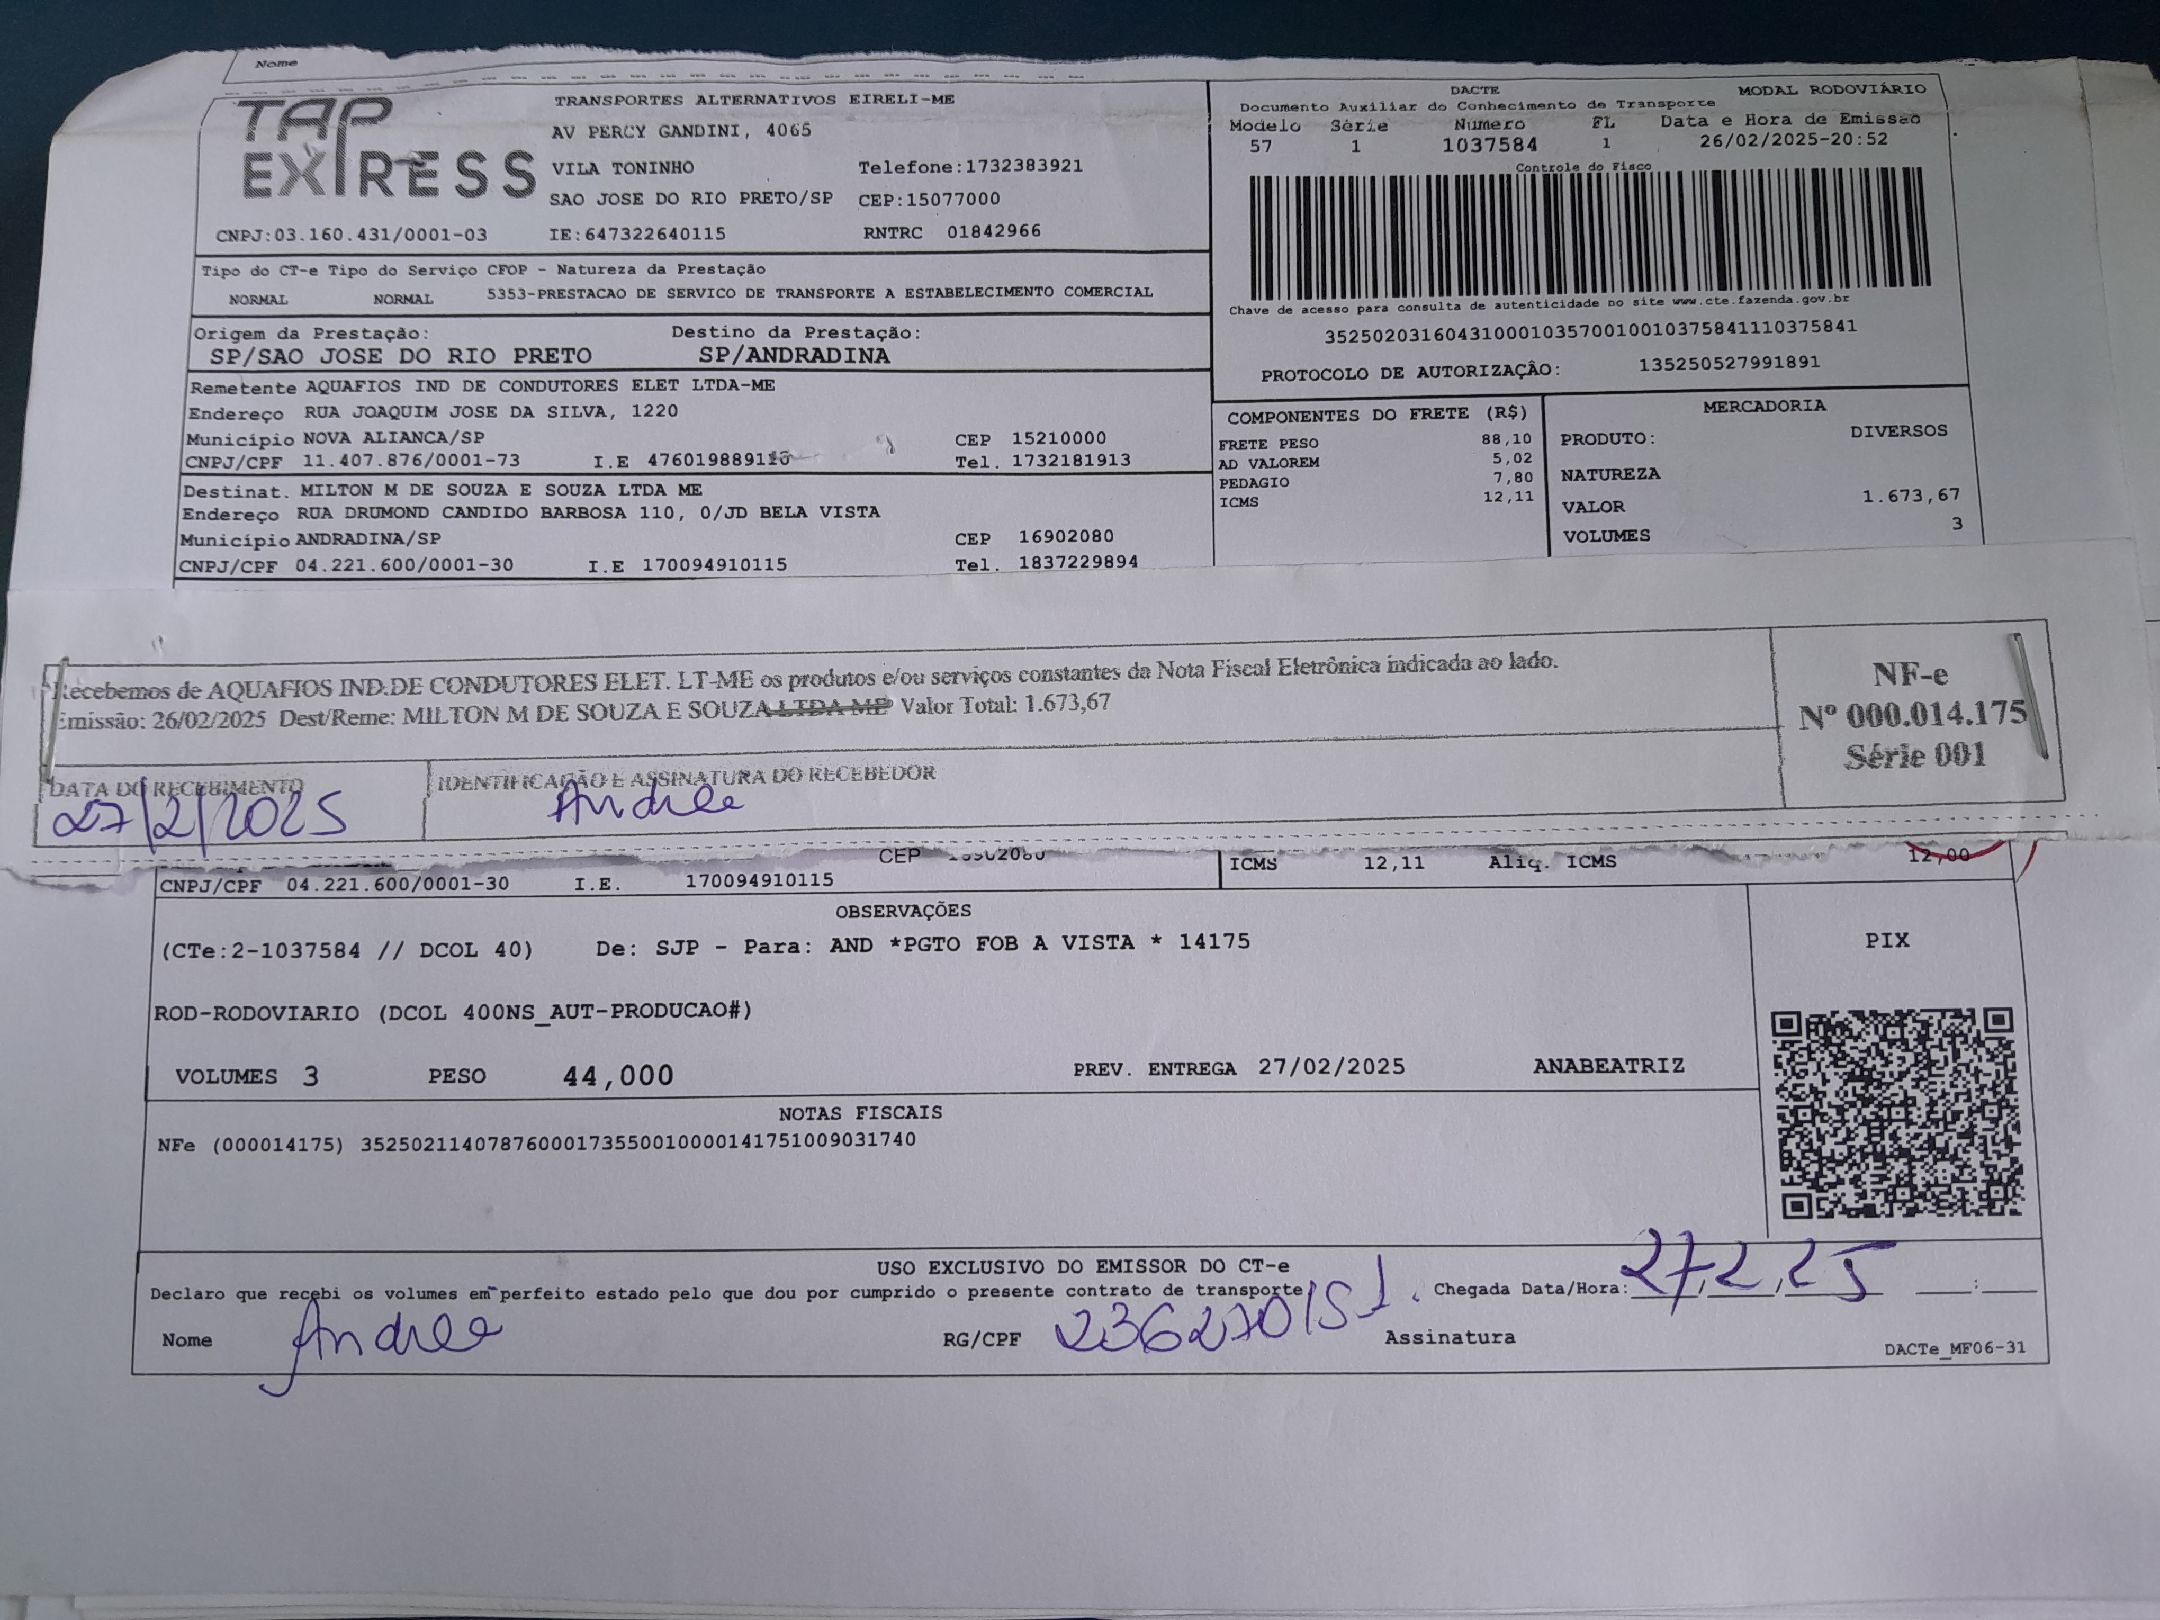 Nome
TAP EXPRESS
TRANSPORTES ALTERNATIVOS EIRELI-ME
AV PERCY GANDINI, 4065
VILA TONINHO Telefone:1732383921
SAO JOSE DO RIO PRETO/SP CEP:15077000
CNPJ:03.160.431/0001-03 IE:647322640115 RNTRC 01842966
DACTE MODAL RODOVIÁRIO
Documento Auxiliar do Conhecimento de Transporte
Modelo Série Número FL Data e Hora de Emissão
57 1 1037584 1 26/02/2025-20:52
Controle do Fisco
Chave de acesso para consulta de autenticidade no site www.cte.fazenda.gov.br
35250203160431000103570010010375841110375841
PROTOCOLO DE AUTORIZAÇÂO: 135250527991891
Tipo do CT-e Tipo do Serviço CFOP - Natureza da Prestação
NORMAL NORMAL 5353-PRESTACAO DE SERVICO DE TRANSPORTE A ESTABELECIMENTO COMERCIAL
Origem da Prestação: Destino da Prestação:
SP/SAO JOSE DO RIO PRETO SP/ANDRADINA
Remetente AQUAFIOS IND DE CONDUTORES ELET LTDA-ME
Endereço RUA JOAQUIM JOSE DA SILVA, 1220
Município NOVA ALIANCA/SP CEP 15210000
CNPJ/CPF 11.407.876/0001-73 I.E 476019889110 Tel. 1732181913
Destinat. MILTON M DE SOUZA E SOUZA LTDA ME
Endereço RUA DRUMOND CANDIDO BARBOSA 110, 0/JD BELA VISTA
Município ANDRADINA/SP CEP 16902080
CNPJ/CPF 04.221.600/0001-30 I.E 170094910115 Tel. 1837229894
COMPONENTES DO FRETE (R$)
FRETE PESO 88,10
AD VALOREM 5,02
PEDAGIO 7,80
ICMS 12,11
MERCADORIA
PRODUTO: DIVERSOS
NATUREZA
VALOR 1.673,67
VOLUMES 3
Recebemos de AQUAFIOS IND.DE CONDUTORES ELET. LT-ME os produtos e/ou serviços constantes da Nota Fiscal Eletrônica indicada ao lado.
Emissão: 26/02/2025 Dest/Reme: MILTON M DE SOUZA E SOUZA LTDA ME Valor Total: 1.673,67
NF-e
Nº 000.014.175
Série 001
DATA DO RECEBIMENTO IDENTIFICAÇÃO E ASSINATURA DO RECEBEDOR
27/2/2025 Andre
CEP 16902080 ICMS 12,11 Aliq. ICMS 12,00
CNPJ/CPF 04.221.600/0001-30 I.E. 170094910115
OBSERVAÇÕES
(CTe:2-1037584 // DCOL 40) De: SJP - Para: AND *PGTO FOB A VISTA * 14175
ROD-RODOVIARIO (DCOL 400NS_AUT-PRODUCAO#)
VOLUMES 3 PESO 44,000 PREV. ENTREGA 27/02/2025 ANABEATRIZ
PIX
NOTAS FISCAIS
NFe (000014175) 35250211407876000173550010000141751009031740
USO EXCLUSIVO DO EMISSOR DO CT-e
Declaro que recebi os volumes em perfeito estado pelo que dou por cumprido o presente contrato de transporte. Chegada Data/Hora: 27/2/25 :
Nome Andre RG/CPF 236270151 Assinatura
DACTe_MF06-31